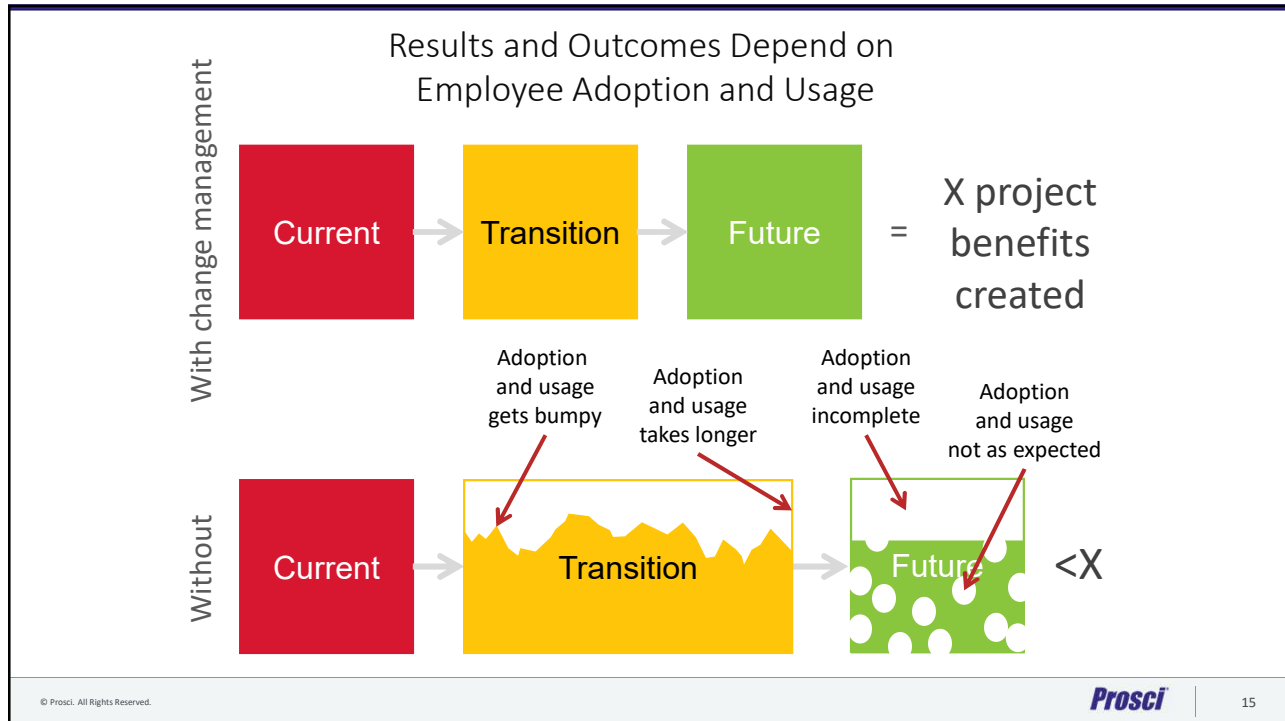 Results and Outcomes Depend on
Employee Adoption and Usage
With change management
Current
Transition
Future
=
X project
benefits
created
Adoption
and usage
gets bumpy
Adoption
and usage
takes longer
Adoption
and usage
incomplete
Adoption
and usage
not as expected
Without
Current
Transition
Future
<X
© Prosci. All Rights Reserved.
Prosci
15